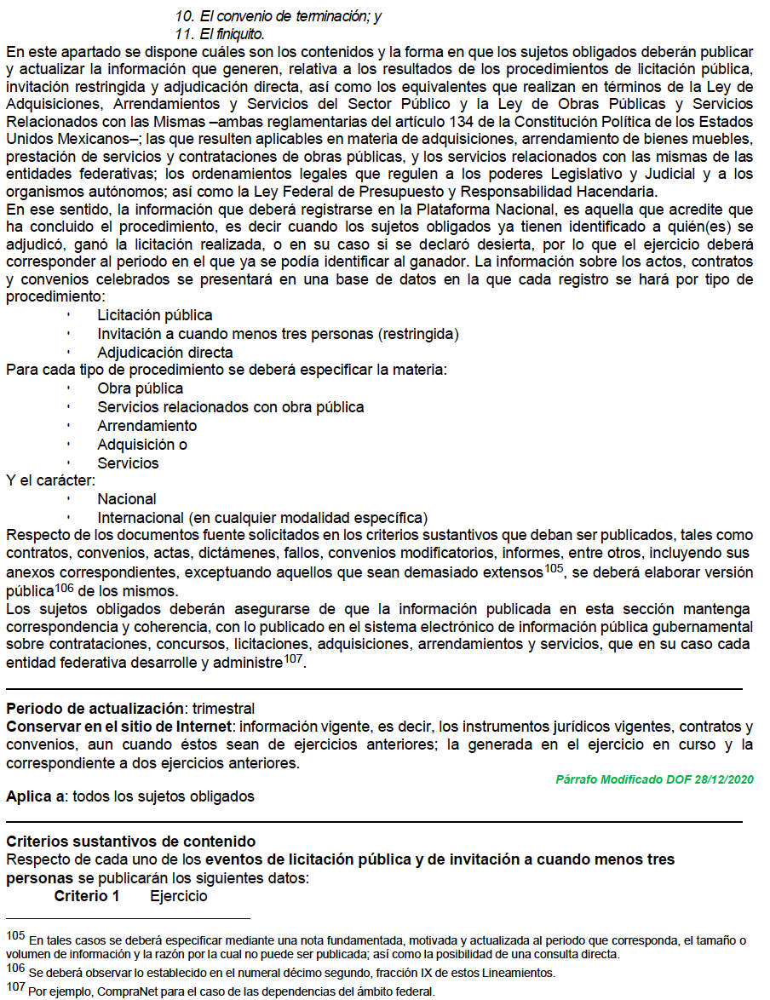 10. El convenio de terminación; y
11. El finiquito.
En este apartado se dispone cuáles son los contenidos y la forma en que los sujetos obligados deberán publicar
y actualizar la información que generen, relativa a los resultados de los procedimientos de licitación pública,
invitación restringida y adjudicación directa, así como los equivalentes que realizan en términos de la Ley de
Adquisiciones, Arrendamientos y Servicios del Sector Público y la Ley de Obras Públicas y Servicios
Relacionados con las Mismas –ambas reglamentarias del artículo 134 de la Constitución Política de los Estados
Unidos Mexicanos–; las que resulten aplicables en materia de adquisiciones, arrendamiento de bienes muebles,
prestación de servicios y contrataciones de obras públicas, y los servicios relacionados con las mismas de las
entidades federativas; los ordenamientos legales que regulen a los poderes Legislativo y Judicial y a los
organismos autónomos; así como la Ley Federal de Presupuesto y Responsabilidad Hacendaria.
En ese sentido, la información que deberá registrarse en la Plataforma Nacional, es aquella que acredite que
ha concluido el procedimiento, es decir cuando los sujetos obligados ya tienen identificado a quién(es) se
adjudicó, ganó la licitación realizada, o en su caso si se declaró desierta, por lo que el ejercicio deberá
corresponder al periodo en el que ya se podía identificar al ganador. La información sobre los actos, contratos
y convenios celebrados se presentará en una base de datos en la que cada registro se hará por tipo de
procedimiento:
' Licitación pública
' Invitación a cuando menos tres personas (restringida)
' Adjudicación directa
Para cada tipo de procedimiento se deberá especificar la materia:
' Obra pública
' Servicios relacionados con obra pública
' Arrendamiento
' Adquisición o
' Servicios
Y el carácter:
' Nacional
' Internacional (en cualquier modalidad específica)
Respecto de los documentos fuente solicitados en los criterios sustantivos que deban ser publicados, tales como
contratos, convenios, actas, dictámenes, fallos, convenios modificatorios, informes, entre otros, incluyendo sus
anexos correspondientes, exceptuando aquellos que sean demasiado extensos105, se deberá elaborar versión
pública106 de los mismos.
Los sujetos obligados deberán asegurarse de que la información publicada en esta sección mantenga
correspondencia y coherencia, con lo publicado en el sistema electrónico de información pública gubernamental
sobre contrataciones, concursos, licitaciones, adquisiciones, arrendamientos y servicios, que en su caso cada
entidad federativa desarrolle y administre107.
Periodo de actualización: trimestral
Conservar en el sitio de Internet: información vigente, es decir, los instrumentos jurídicos vigentes, contratos y
convenios, aun cuando éstos sean de ejercicios anteriores; la generada en el ejercicio en curso y la
correspondiente a dos ejercicios anteriores.
Párrafo Modificado DOF 28/12/2020
Aplica a: todos los sujetos obligados
Criterios sustantivos de contenido
Respecto de cada uno de los eventos de licitación pública y de invitación a cuando menos tres
personas se publicarán los siguientes datos:
Criterio 1 Ejercicio
105 En tales casos se deberá especificar mediante una nota fundamentada, motivada y actualizada al periodo que corresponda, el tamaño o
volumen de información y la razón por la cual no puede ser publicada; así como la posibilidad de una consulta directa.
106 Se deberá observar lo establecido en el numeral décimo segundo, fracción IX de estos Lineamientos.
107 Por ejemplo, CompraNet para el caso de las dependencias del ámbito federal.